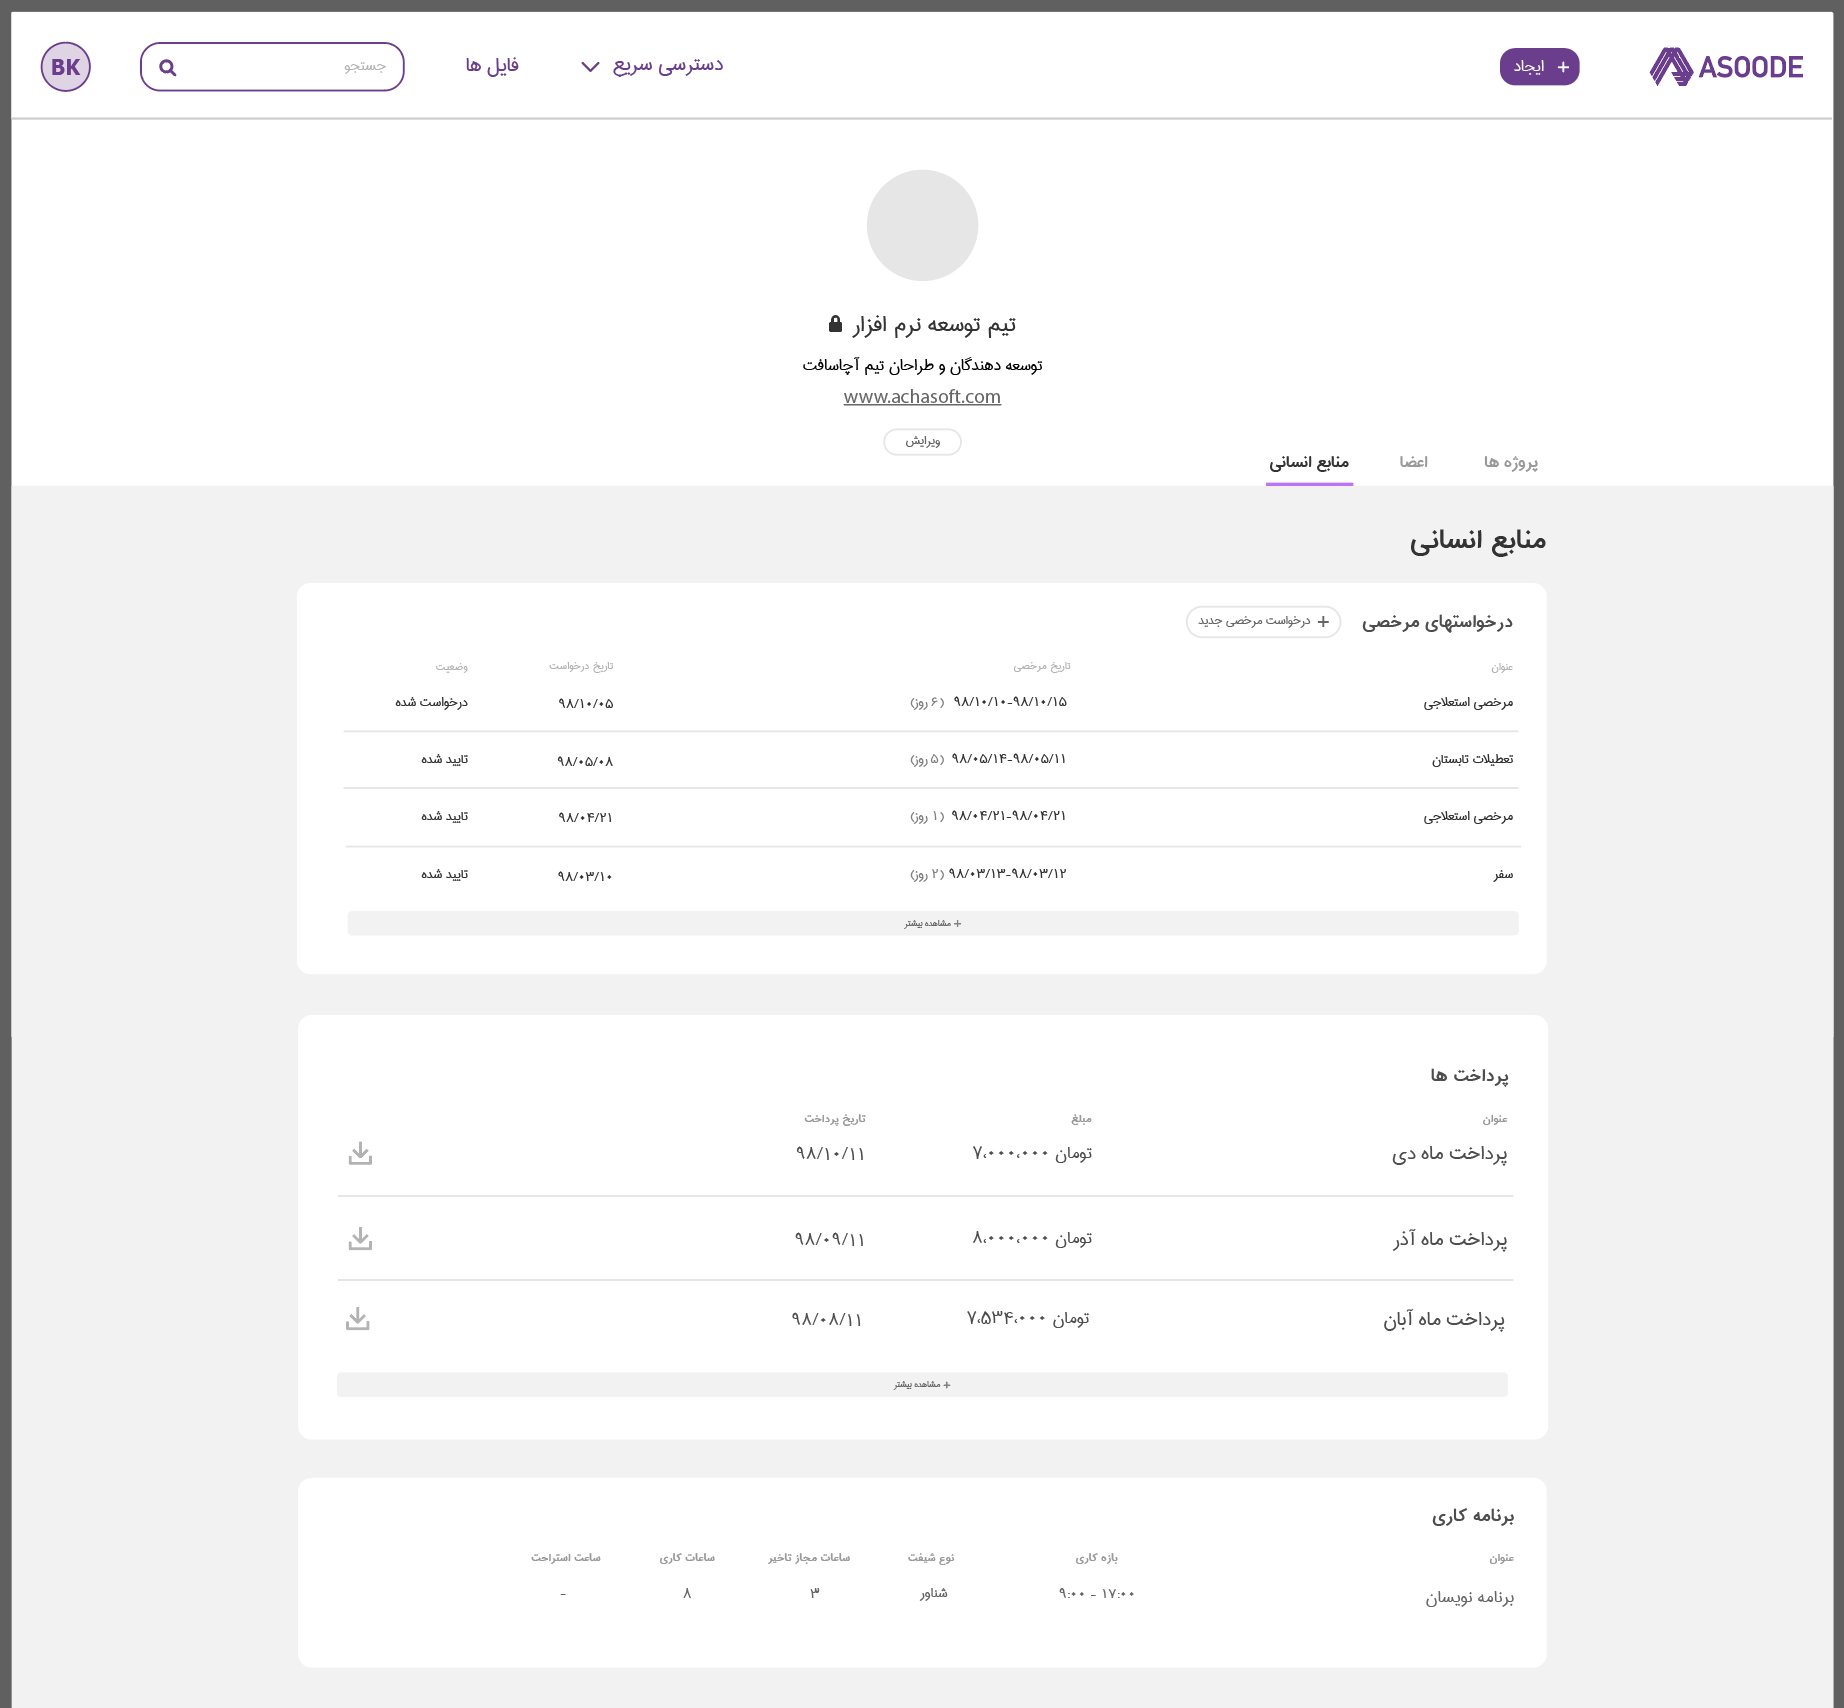 ASOODE
+ ایجاد
دسترسی سریع
فایل ها
جستجو
BK
تیم توسعه نرم افزار
توسعه دهندگان و طراحان تیم آچاسافت
www.achasoft.com
ویرایش
پروژه ها اعضا منابع انسانی
منابع انسانی
درخواستهای مرخصی + درخواست مرخصی جدید
عنوان تاریخ مرخصی تاریخ درخواست وضعیت
مرخصی استعلاجی ۹۸/۱۰/۱۰-۹۸/۱۰/۱۵ (۶ روز) ۹۸/۱۰/۰۵ درخواست شده
تعطیلات تابستان ۹۸/۰۵/۱۴-۹۸/۰۵/۱۱ (۵ روز) ۹۸/۰۵/۰۸ تایید شده
مرخصی استعلاجی ۹۸/۰۴/۲۱-۹۸/۰۴/۲۱ (۱ روز) ۹۸/۰۴/۲۱ تایید شده
سفر ۹۸/۰۳/۱۳-۹۸/۰۳/۱۲ (۲ روز) ۹۸/۰۳/۱۰ تایید شده
+ مشاهده بیشتر
پرداخت ها
عنوان مبلغ تاریخ پرداخت
پرداخت ماه دی تومان ۷،۰۰۰،۰۰۰ ۹۸/۱۰/۱۱
پرداخت ماه آذر تومان ۸،۰۰۰،۰۰۰ ۹۸/۰۹/۱۱
پرداخت ماه آبان تومان ۷،۵۳۴،۰۰۰ ۹۸/۰۸/۱۱
+ مشاهده بیشتر
برنامه کاری
عنوان بازه کاری نوع شیفت ساعات مجاز تاخیر ساعات کاری ساعت استراحت
برنامه نویسان ۹:۰۰ - ۱۷:۰۰ شناور ۳ ۸ -